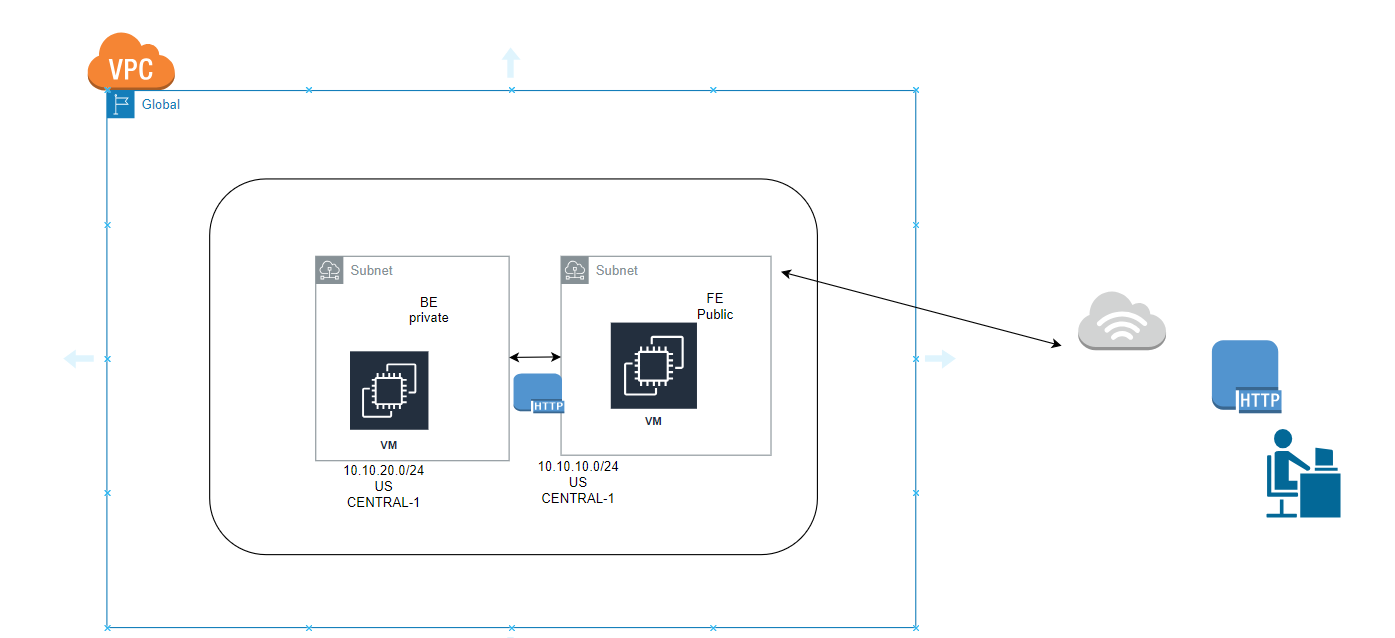 VPC
Global
Subnet
BE
private
VM
10.10.20.0/24
US
CENTRAL-1
HTTP
Subnet
FE
Public
VM
10.10.10.0/24
US
CENTRAL-1
HTTP